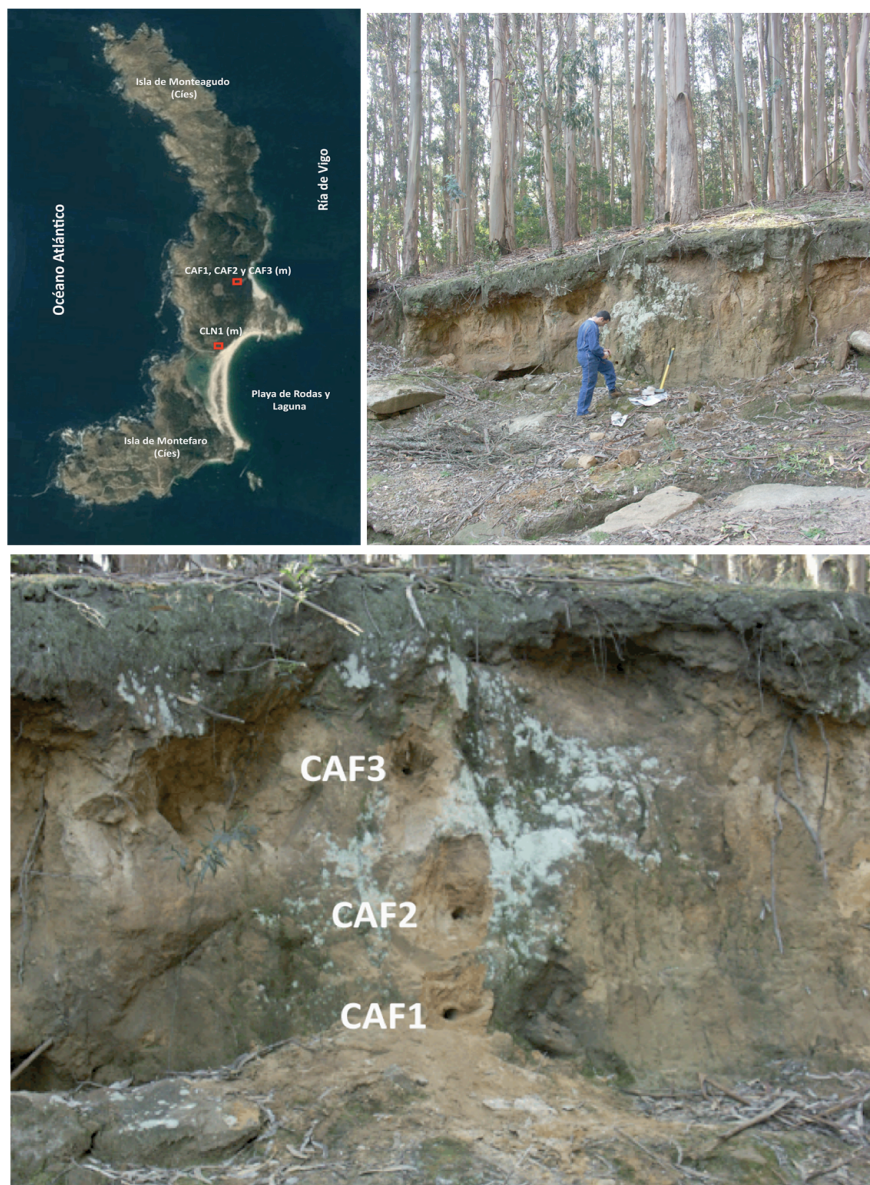 Isla de Monteagudo
(Cíes)
Ría de Vigo
Océano Atlántico
CAF1, CAF2 y CAF3 (m)
CLN1 (m)
Playa de Rodas y
Laguna
Isla de Montefaro
(Cíes)
CAF3
CAF2
CAF1